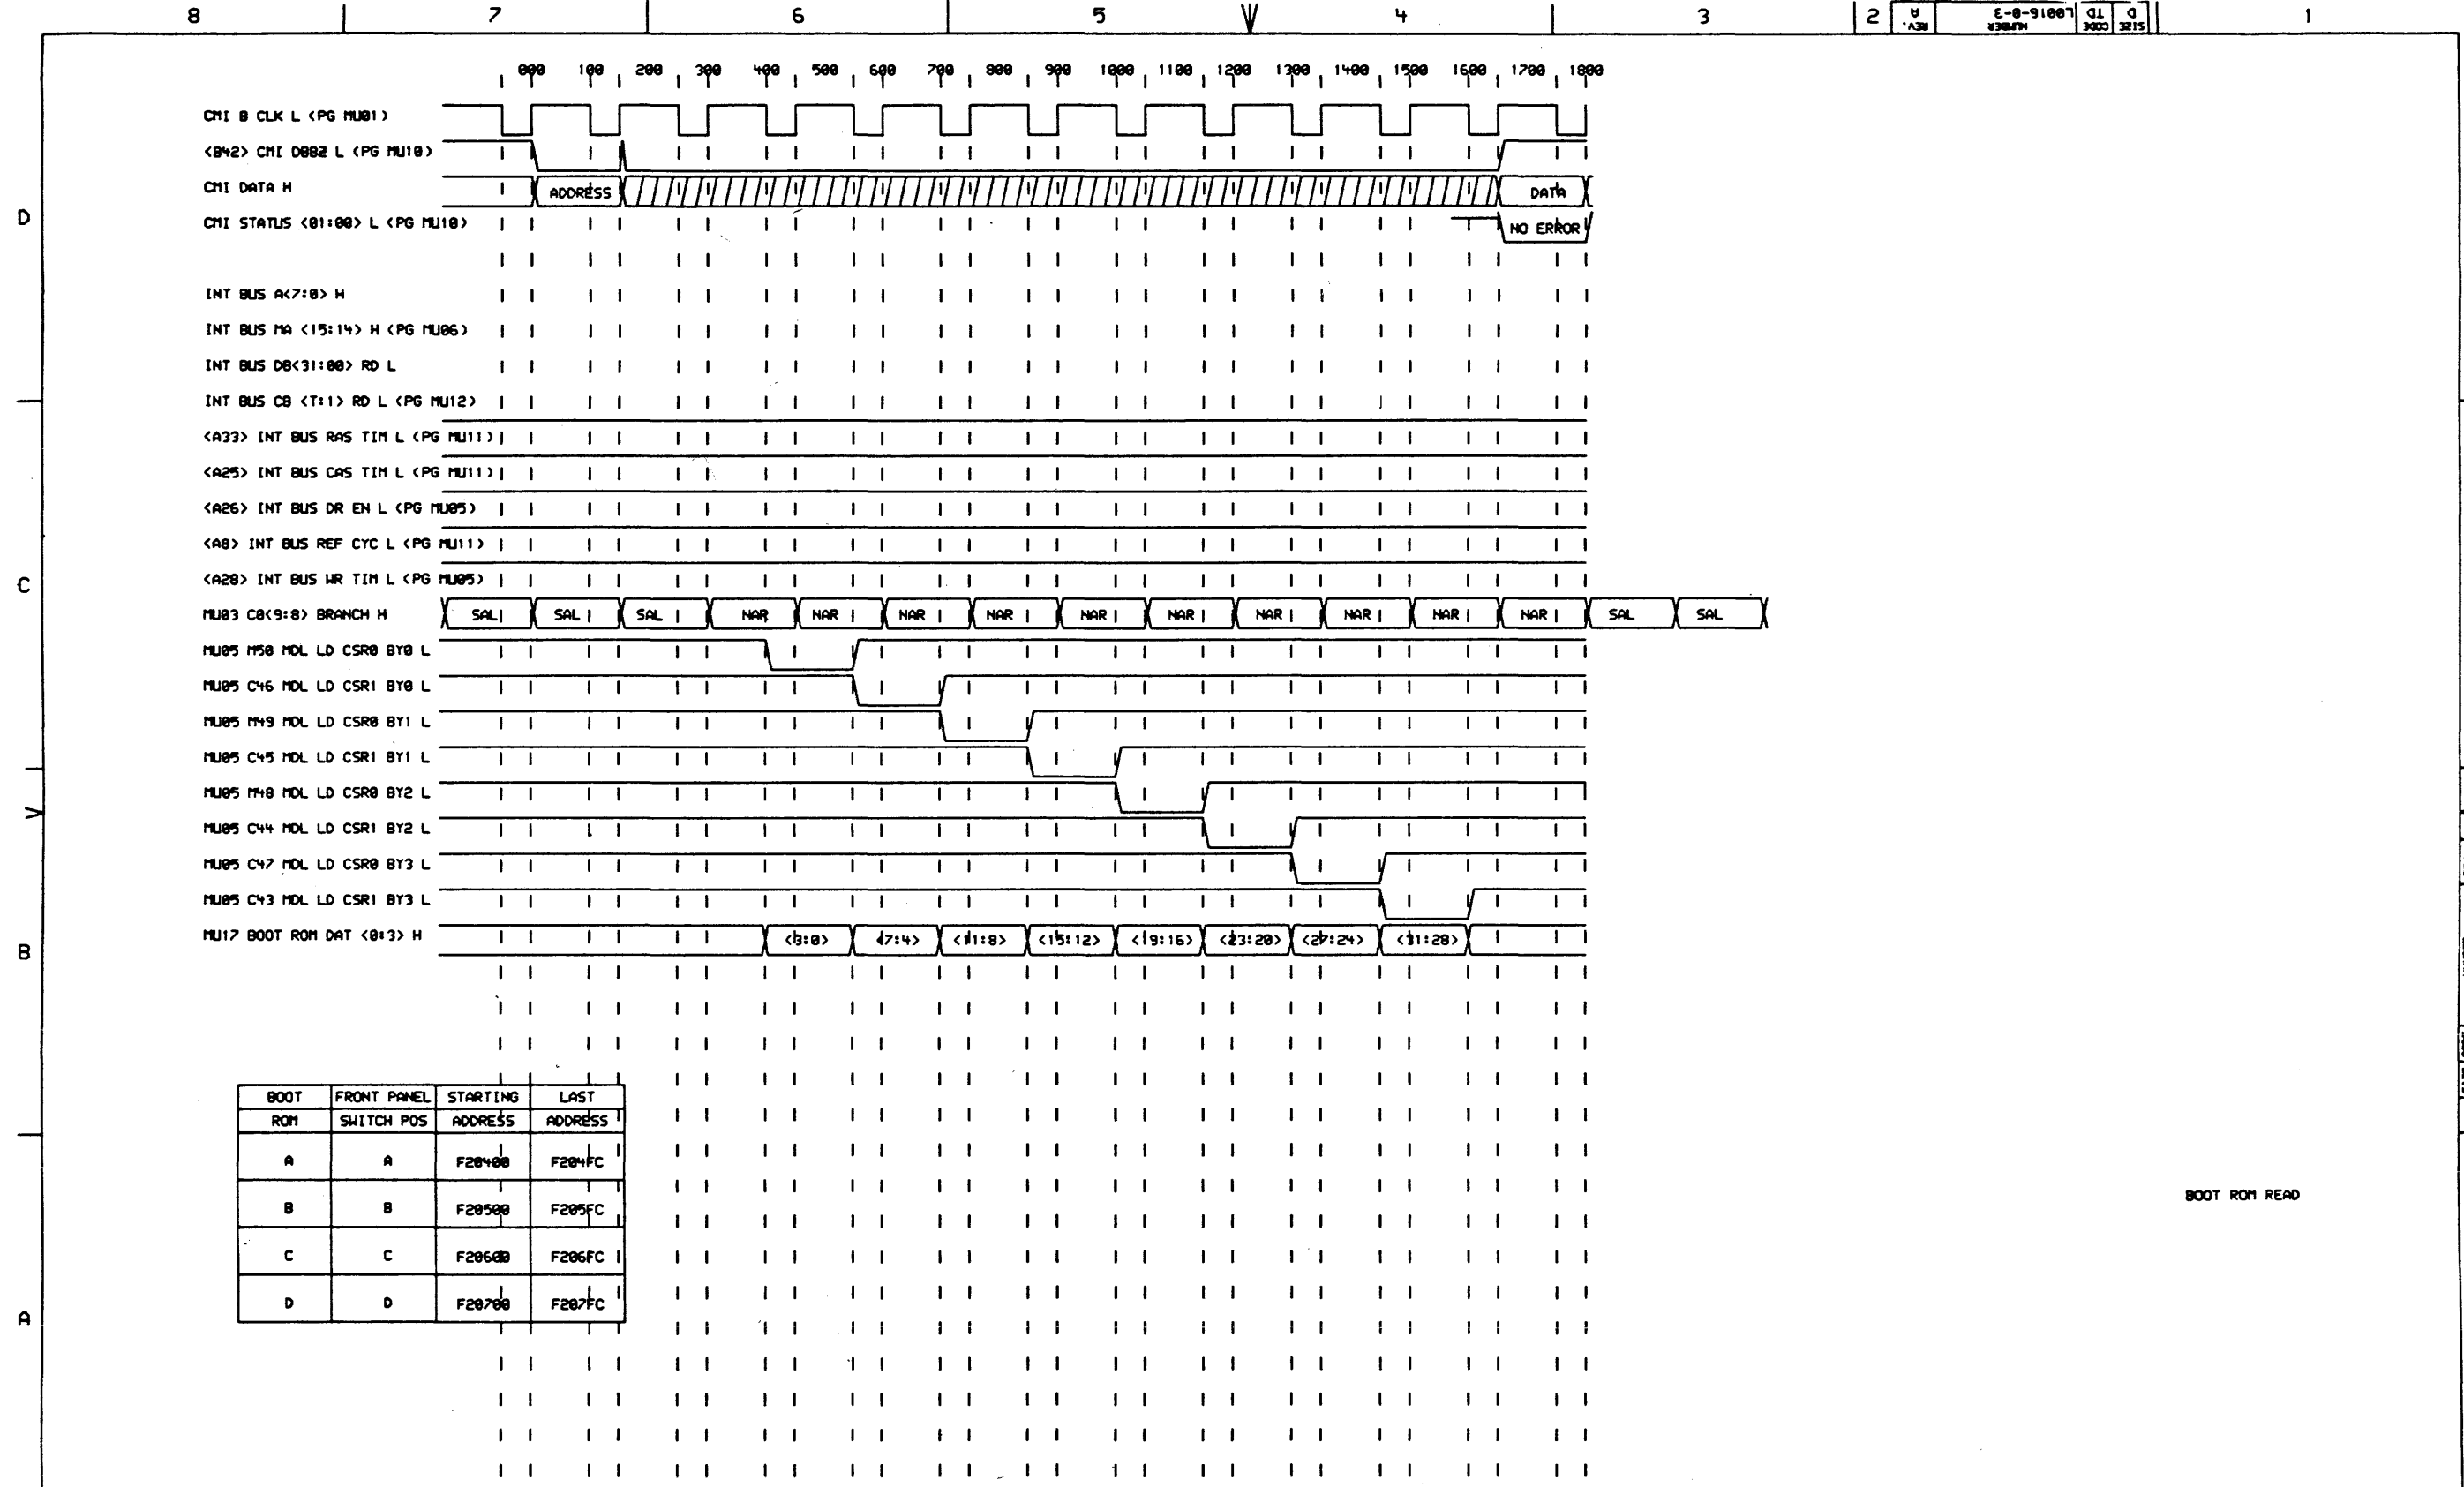 8 7 6 5 4 3 2 1
REV. A
NUMBER L0016-0-3
CODE TD
SIZE D
000 100 200 300 400 500 600 700 800 900 1000 1100 1200 1300 1400 1500 1600 1700 1800
CMI B CLK L (PG MU01)
<B42> CMI DBBZ L (PG MU10)
CMI DATA H ADDRESS DATA
D
CMI STATUS <01:00> L (PG MU10) NO ERROR
INT BUS A<7:0> H
INT BUS MA <15:14> H (PG MU06)
INT BUS DB<31:00> RD L
INT BUS CB <T:1> RD L (PG MU12)
<A33> INT BUS RAS TIM L (PG MU11)
<A25> INT BUS CAS TIM L (PG MU11)
<A26> INT BUS DR EN L (PG MU05)
<A8> INT BUS REF CYC L (PG MU11)
<A28> INT BUS WR TIM L (PG MU05)
C
MU03 C0<9:8> BRANCH H SAL SAL SAL NAR NAR NAR NAR NAR NAR NAR NAR NAR NAR SAL SAL
MU05 M50 MDL LD CSR0 BY0 L
MU05 C46 MDL LD CSR1 BY0 L
MU05 M49 MDL LD CSR0 BY1 L
MU05 C45 MDL LD CSR1 BY1 L
MU05 M48 MDL LD CSR0 BY2 L
MU05 C44 MDL LD CSR1 BY2 L
MU05 C47 MDL LD CSR0 BY3 L
MU05 C43 MDL LD CSR1 BY3 L
MU17 BOOT ROM DAT <0:3> H <3:0> <7:4> <11:8> <15:12> <19:16> <23:20> <27:24> <31:28>
B
BOOT FRONT PANEL STARTING LAST
ROM SWITCH POS ADDRESS ADDRESS
A A F20400 F204FC
B B F20500 F205FC
C C F20600 F206FC
D D F20700 F207FC
BOOT ROM READ
A